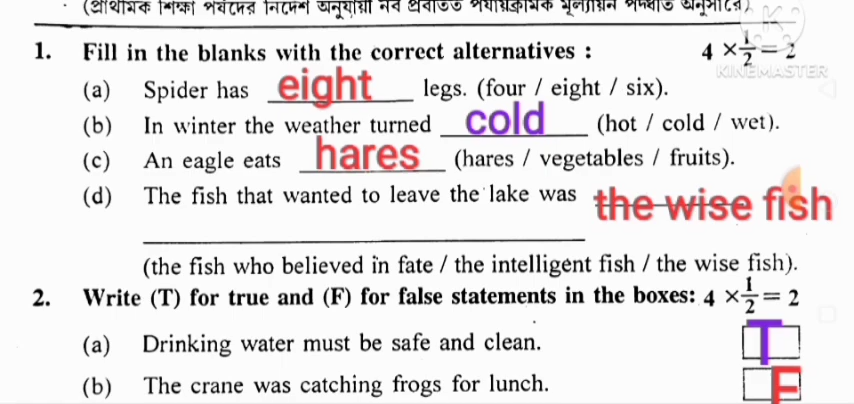 (প্রাথমিক শিক্ষা পর্ষদের নির্দেশ অনুযায়ী নব প্রবর্তিত পর্যায়ক্রমিক মূল্যায়ন পদ্ধতি অনুসারে)
1. Fill in the blanks with the correct alternatives : 4 × 1/2 = 2
KINEMASTER
(a) Spider has eight legs. (four / eight / six).
(b) In winter the weather turned cold (hot / cold / wet).
(c) An eagle eats hares (hares / vegetables / fruits).
(d) The fish that wanted to leave the lake was the wise fish
(the fish who believed in fate / the intelligent fish / the wise fish).
2. Write (T) for true and (F) for false statements in the boxes: 4 × 1/2 = 2
(a) Drinking water must be safe and clean. T
(b) The crane was catching frogs for lunch. F